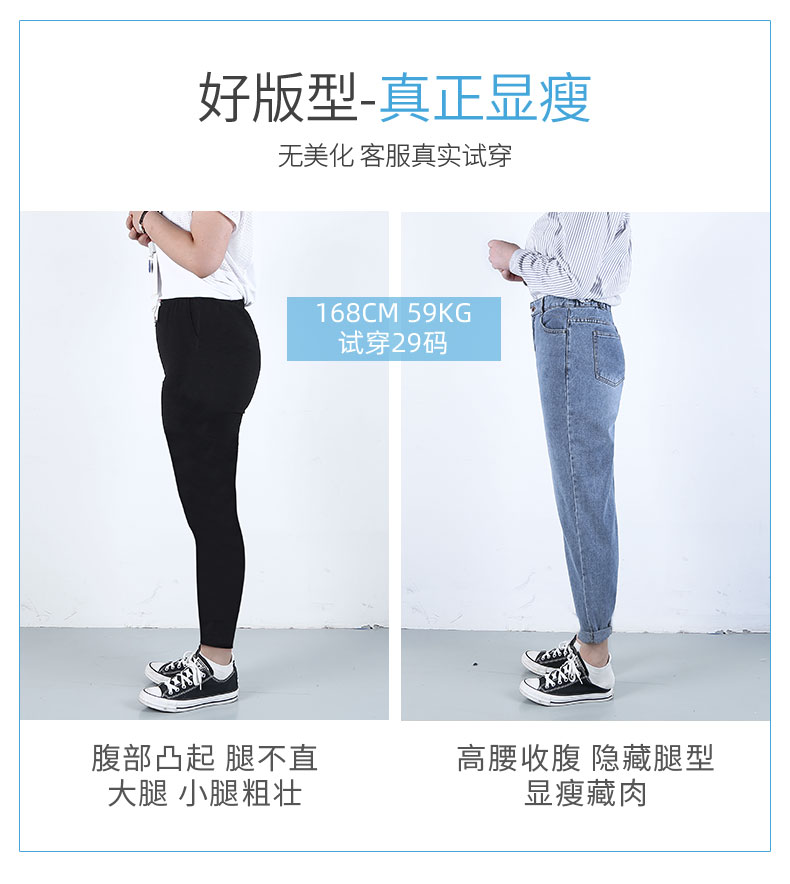 好版型-真正显瘦
无美化 客服真实试穿
168CM 59KG
试穿29码
腹部凸起 腿不直
大腿 小腿粗壮
高腰收腹 隐藏腿型
显瘦藏肉